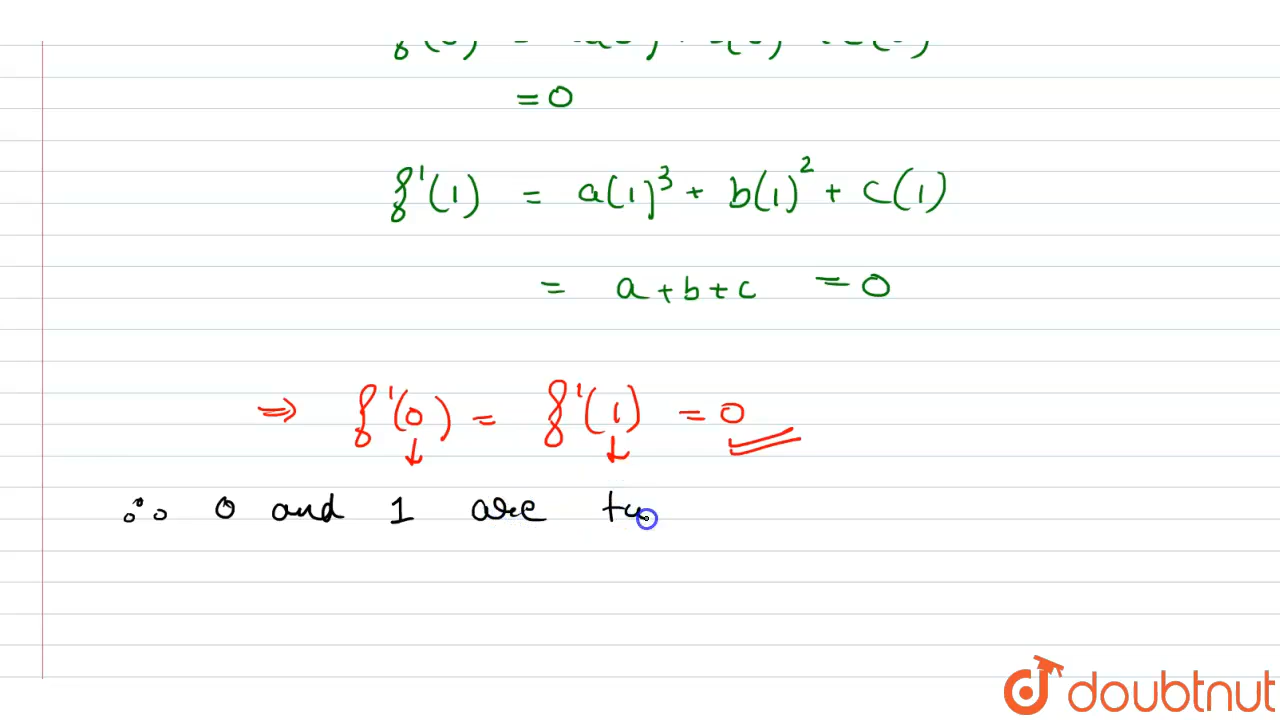 = 0
f'(1) = a(1)³ + b(1)² + c(1)
= a + b + c = 0
⇒ f'(0) = f'(1) = 0
∴ 0 and 1 are
doubtnut